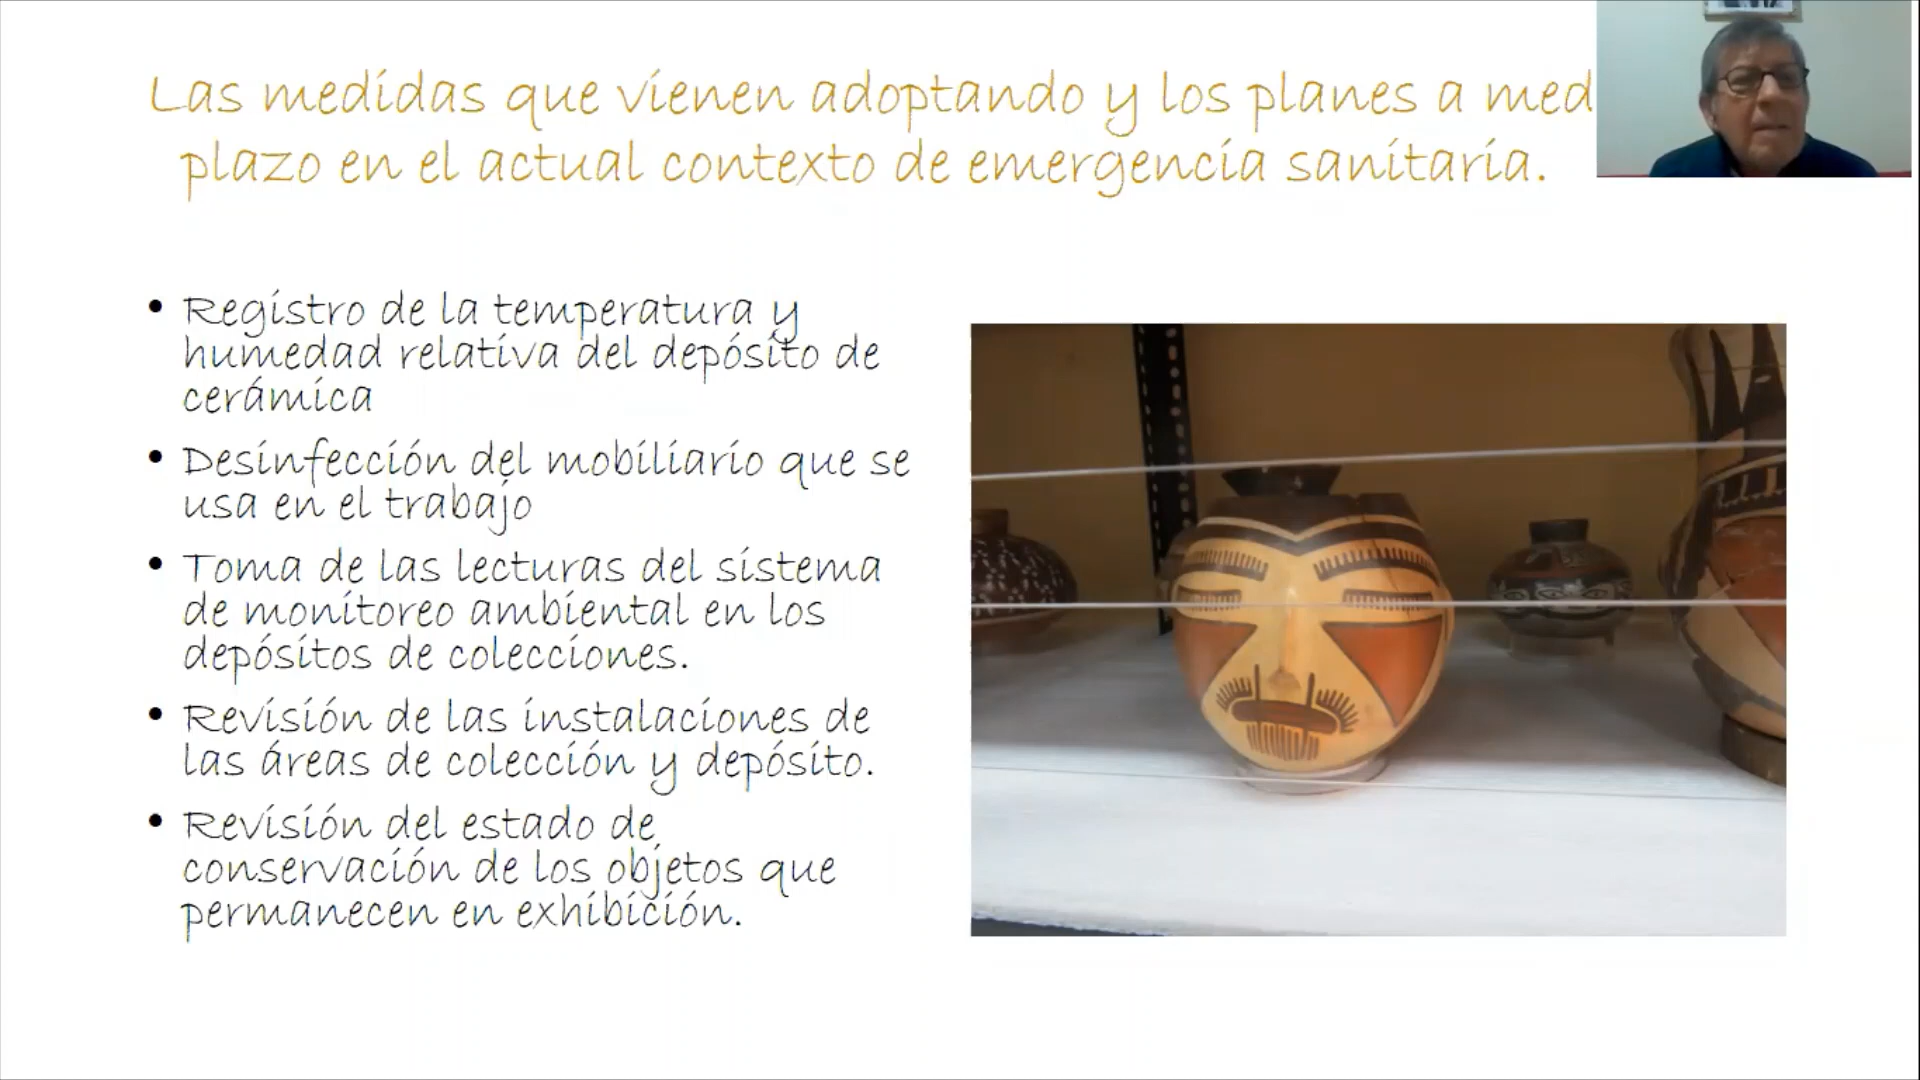 Las medidas que vienen adoptando y los planes a med
plazo en el actual contexto de emergencia sanitaria.
• Registro de la temperatura y
humedad relativa del depósito de
cerámica
• Desinfección del mobiliario que se
usa en el trabajo
• Toma de las lecturas del sistema
de monitoreo ambiental en los
depósitos de colecciones.
• Revisión de las instalaciones de
las áreas de colección y depósito.
• Revisión del estado de
conservación de los objetos que
permanecen en exhibición.